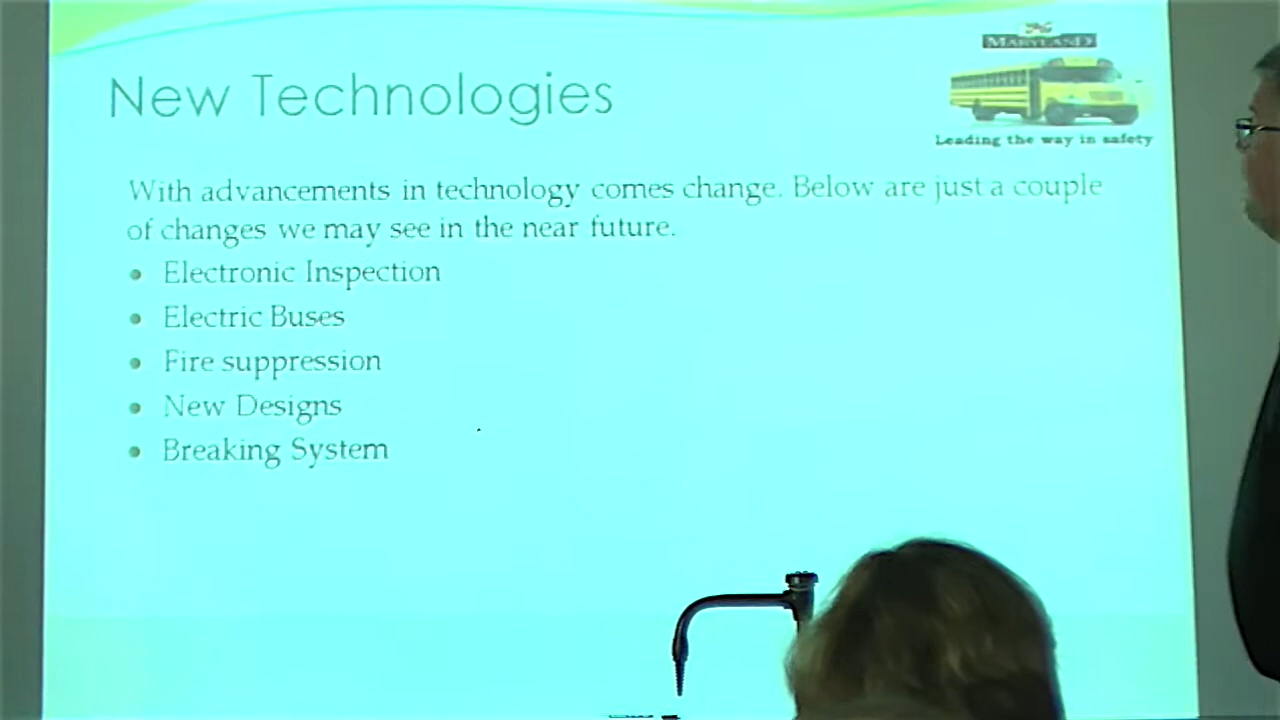 MARYLAND
Leading the way in safety
New Technologies
With advancements in technology comes change. Below are just a couple
of changes we may see in the near future.
• Electronic Inspection
• Electric Buses
• Fire suppression
• New Designs
• Breaking System